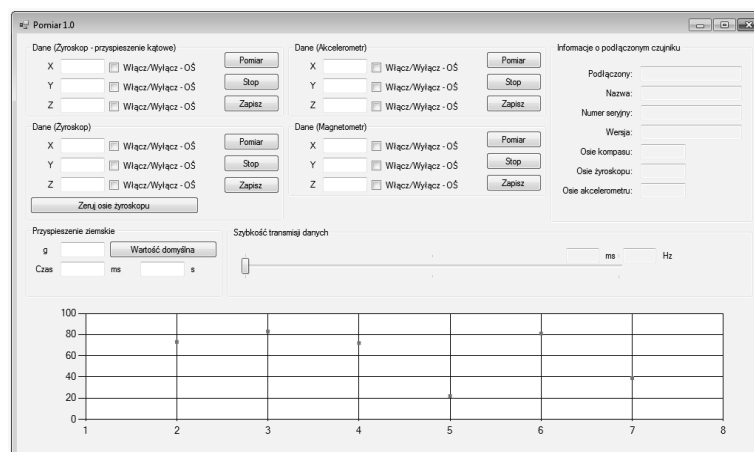 Pomiar 1.0
Dane (Żyroskop - przyspieszenie kątowe)
X Włącz/Wyłącz - OŚ Pomiar
Y Włącz/Wyłącz - OŚ Stop
Z Włącz/Wyłącz - OŚ Zapisz
Dane (Akcelerometr)
X Włącz/Wyłącz - OŚ Pomiar
Y Włącz/Wyłącz - OŚ Stop
Z Włącz/Wyłącz - OŚ Zapisz
Informacje o podłączonym czujniku
Podłączony:
Nazwa:
Numer seryjny:
Wersja:
Osie kompasu:
Osie żyroskopu:
Osie akcelerometru:
Dane (Żyroskop)
X Włącz/Wyłącz - OŚ Pomiar
Y Włącz/Wyłącz - OŚ Stop
Z Włącz/Wyłącz - OŚ Zapisz
Zeruj osie żyroskopu
Dane (Magnetometr)
X Włącz/Wyłącz - OŚ Pomiar
Y Włącz/Wyłącz - OŚ Stop
Z Włącz/Wyłącz - OŚ Zapisz
Przyspieszenie ziemskie
g Wartość domyślna
Czas ms s
Szybkość transmisji danych
ms Hz
100
80
60
40
20
0
1 2 3 4 5 6 7 8